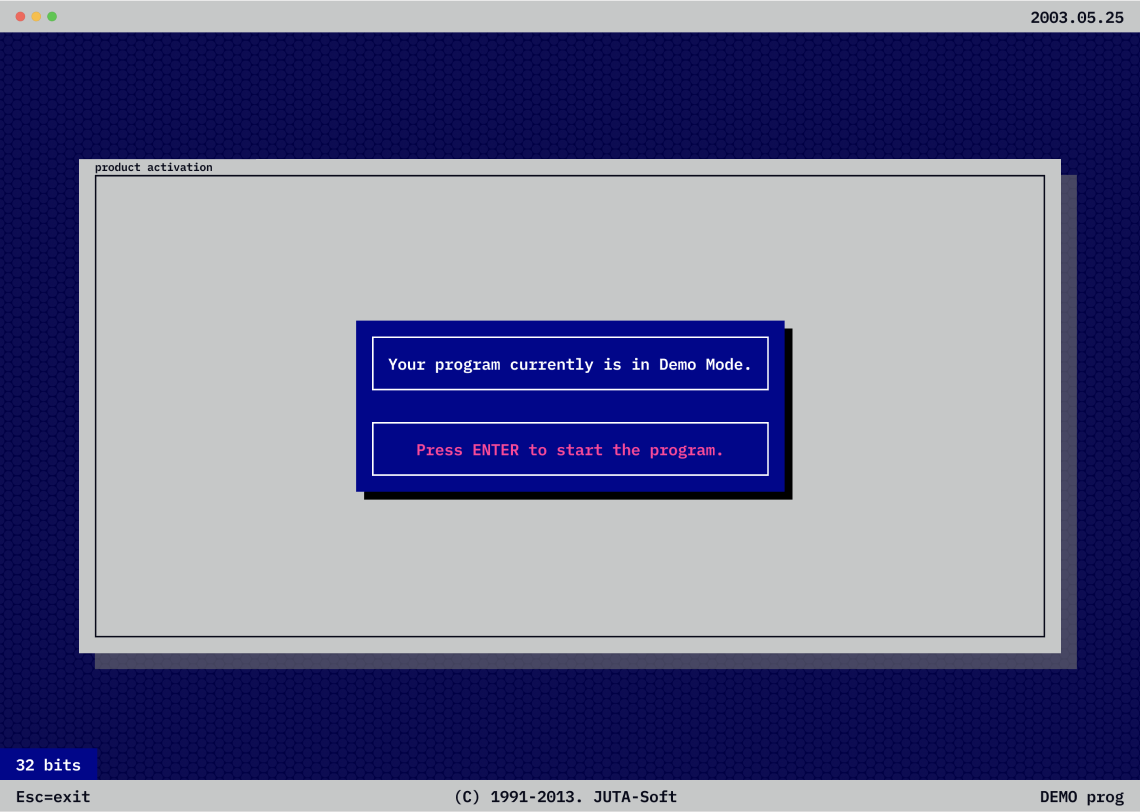 2003.05.25
product activation
Your program currently is in Demo Mode.
Press ENTER to start the program.
32 bits
Esc=exit
(C) 1991-2013. JUTA-Soft
DEMO prog